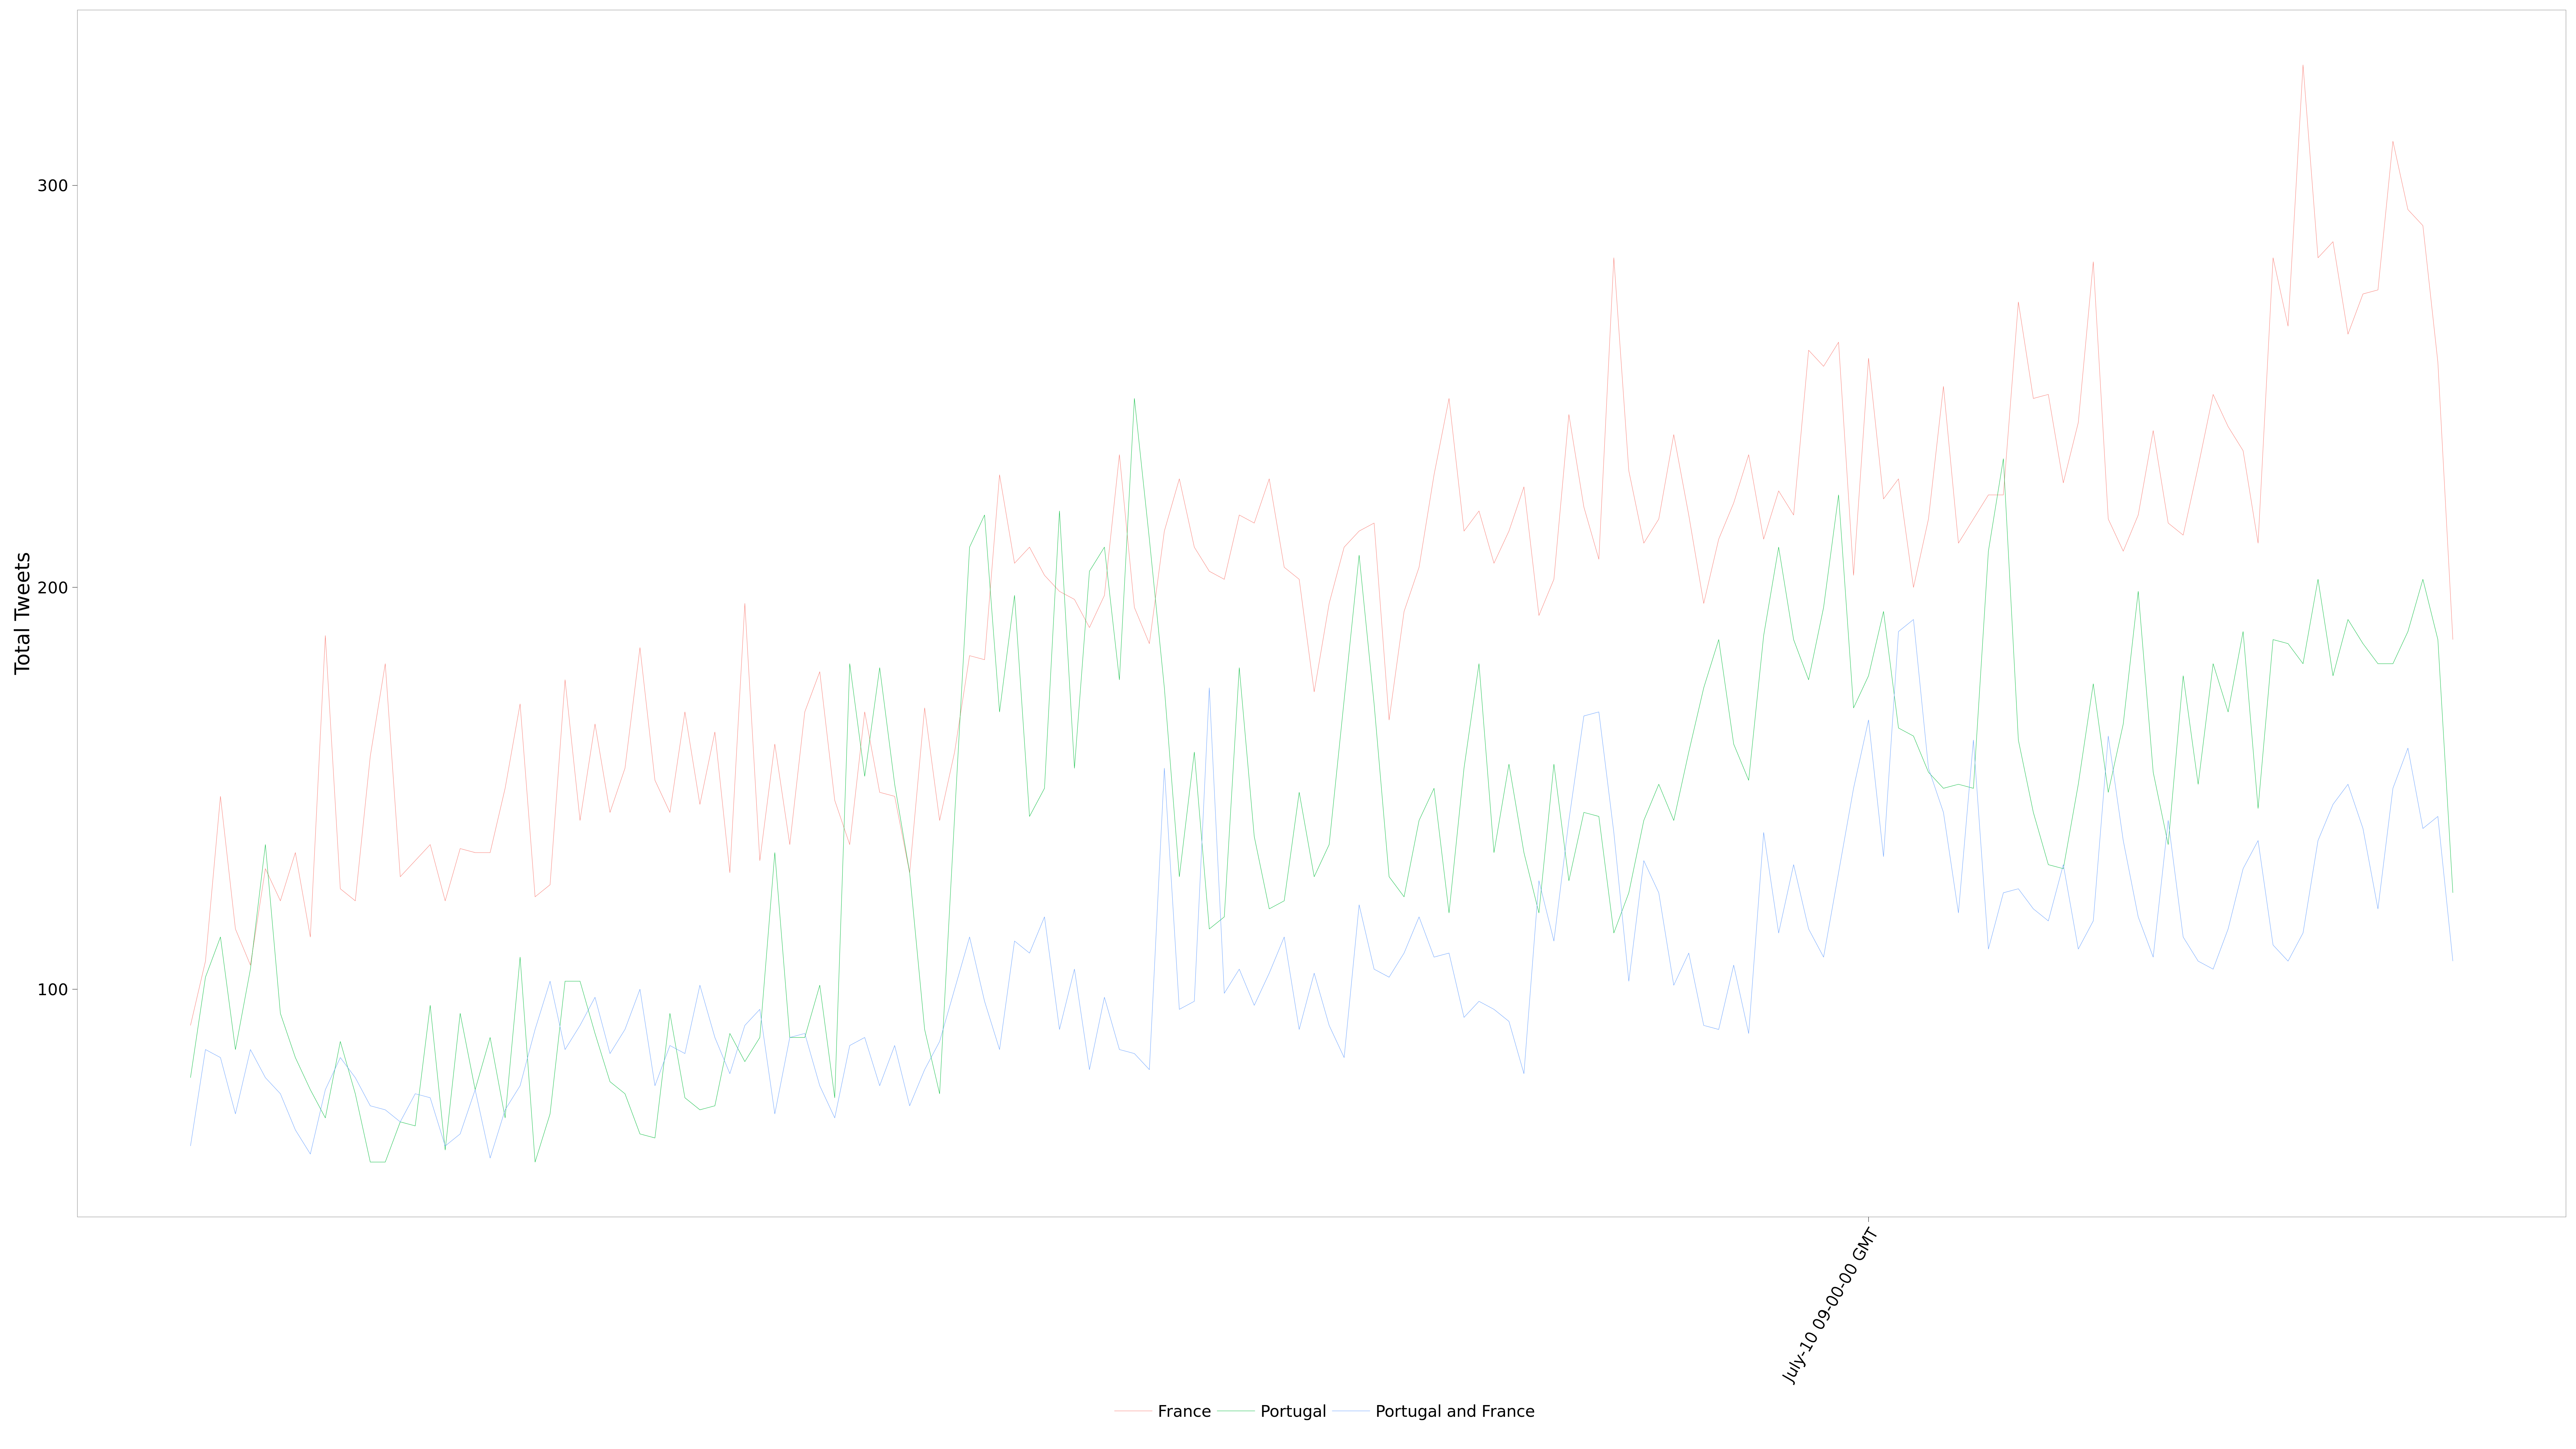 Total Tweets
300
200
100
July-10 09-00-00 GMT
France Portugal Portugal and France